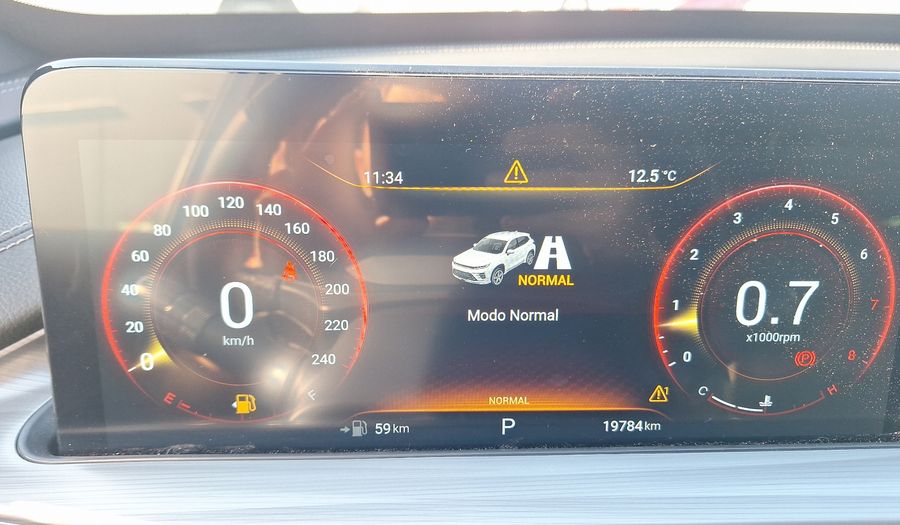 11:34
12.5 °C
0
20
40
60
80
100
120
140
160
180
200
220
240
0
km/h
E
F
NORMAL
Modo Normal
0
1
2
3
4
5
6
7
8
0.7
x1000rpm
P
C
H
NORMAL
1
59 km
P
19784 km